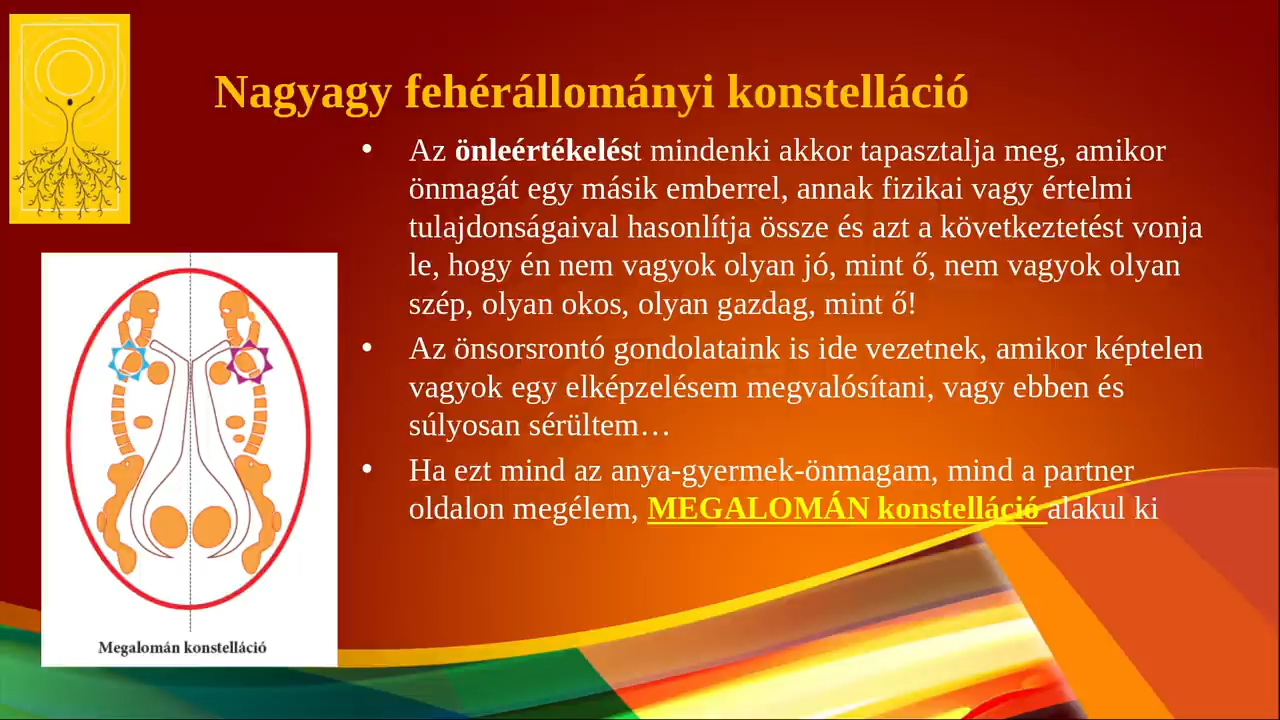 Nagyagy fehérállományi konstelláció
• Az önleértékelést mindenki akkor tapasztalja meg, amikor
önmagát egy másik emberrel, annak fizikai vagy értelmi
tulajdonságaival hasonlítja össze és azt a következtetést vonja
le, hogy én nem vagyok olyan jó, mint ő, nem vagyok olyan
szép, olyan okos, olyan gazdag, mint ő!
• Az önsorsrontó gondolataink is ide vezetnek, amikor képtelen
vagyok egy elképzelésem megvalósítani, vagy ebben és
súlyosan sérültem…
• Ha ezt mind az anya-gyermek-önmagam, mind a partner
oldalon megélem, MEGALOMÁN konstelláció alakul ki
Megalomán konstelláció